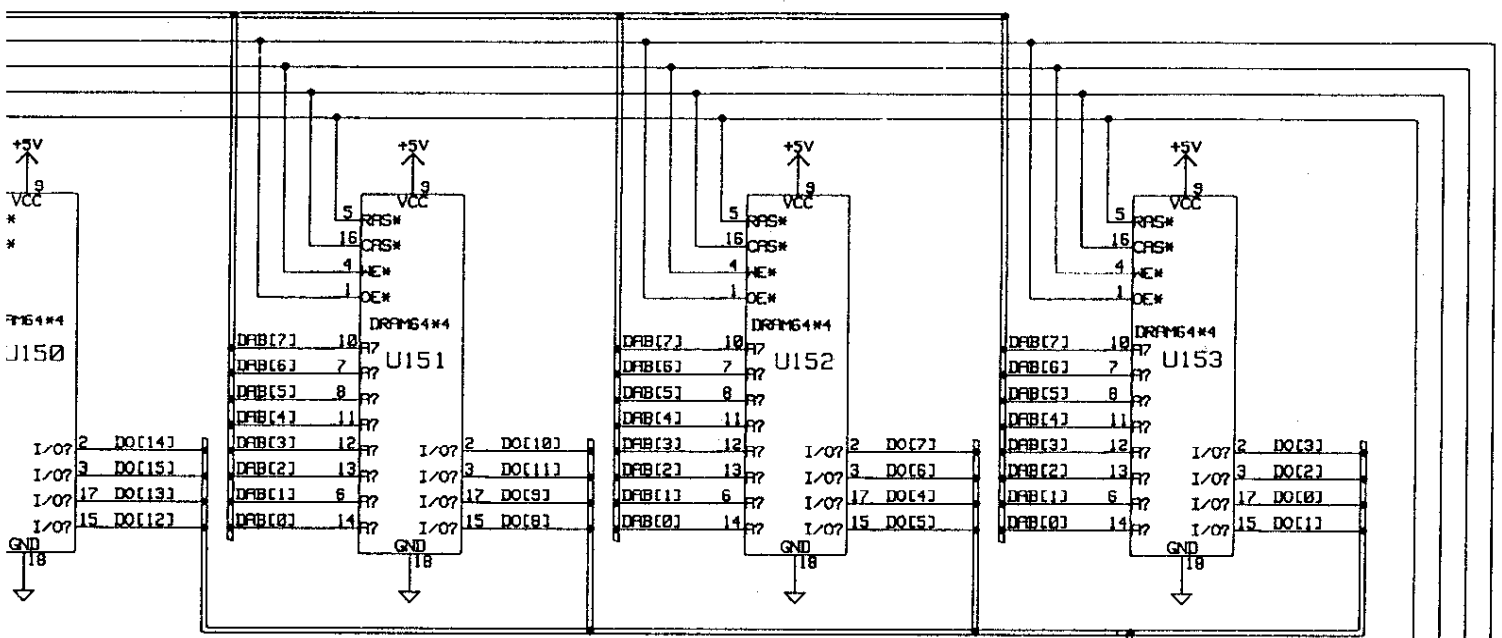 +5V
9
VCC
*
*
U150
I/O? 2 DO[14]
I/O? 3 DO[15]
I/O? 17 DO[13]
I/O? 15 DO[12]
GND
18
+5V
9
VCC
5 RAS*
16 CAS*
4 WE*
1 OE*
DRAM64*4
U151
DAB[7] 10 A?
DAB[6] 7 A?
DAB[5] 8 A?
DAB[4] 11 A?
DAB[3] 12 A? I/O? 2 DO[10]
DAB[2] 13 A? I/O? 3 DO[11]
DAB[1] 6 A? I/O? 17 DO[9]
DAB[0] 14 A? I/O? 15 DO[8]
GND
18
+5V
9
VCC
5 RAS*
16 CAS*
4 WE*
1 OE*
DRAM64*4
U152
DAB[7] 10 A?
DAB[6] 7 A?
DAB[5] 8 A?
DAB[4] 11 A?
DAB[3] 12 A? I/O? 2 DO[7]
DAB[2] 13 A? I/O? 3 DO[6]
DAB[1] 6 A? I/O? 17 DO[4]
DAB[0] 14 A? I/O? 15 DO[5]
GND
18
+5V
9
VCC
5 RAS*
16 CAS*
4 WE*
1 OE*
DRAM64*4
U153
DAB[7] 10 A?
DAB[6] 7 A?
DAB[5] 8 A?
DAB[4] 11 A?
DAB[3] 12 A? I/O? 2 DO[3]
DAB[2] 13 A? I/O? 3 DO[2]
DAB[1] 6 A? I/O? 17 DO[0]
DAB[0] 14 A? I/O? 15 DO[1]
GND
18